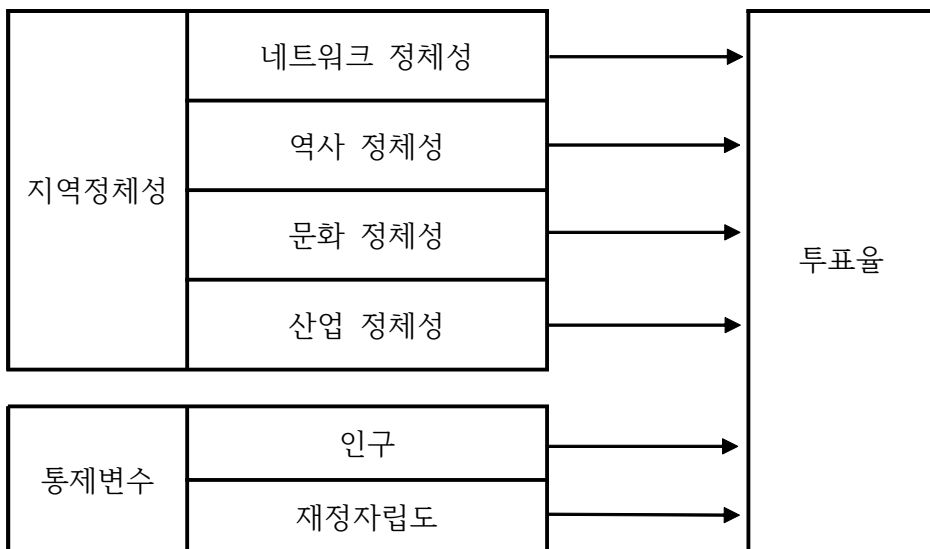 네트워크 정체성
역사 정체성
지역정체성
문화 정체성
산업 정체성
투표율
인구
통제변수
재정자립도